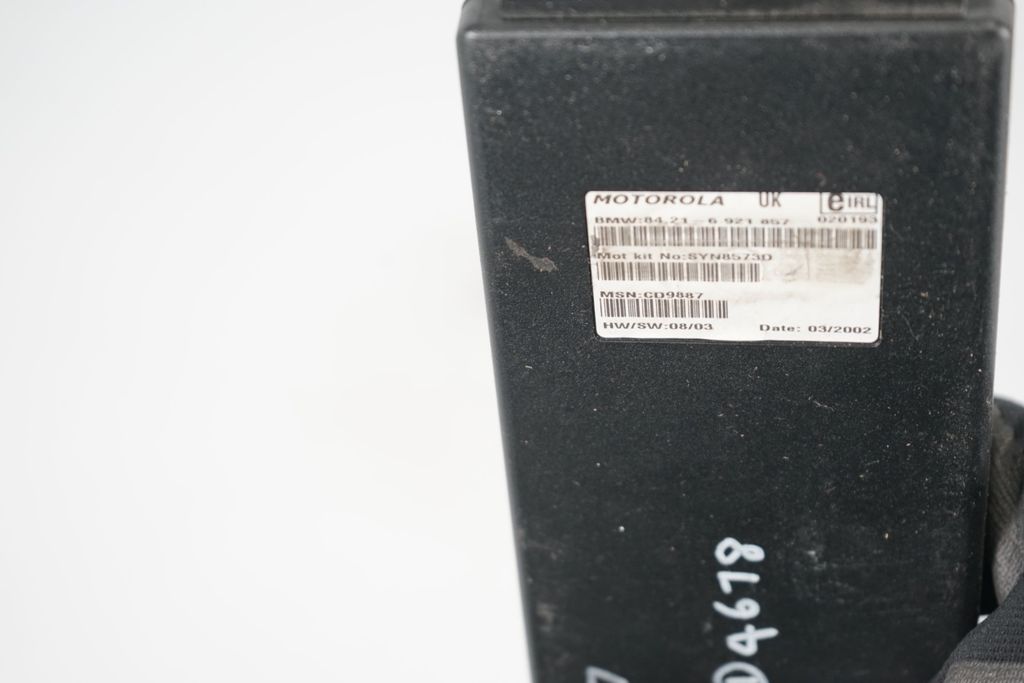 MOTOROLA UK e IRL
BMW:84.21 - 6 921 857 020193
Mot kit No:SYN8573D
MSN:CD9887
HW/SW:08/03 Date: 03/2002
4618